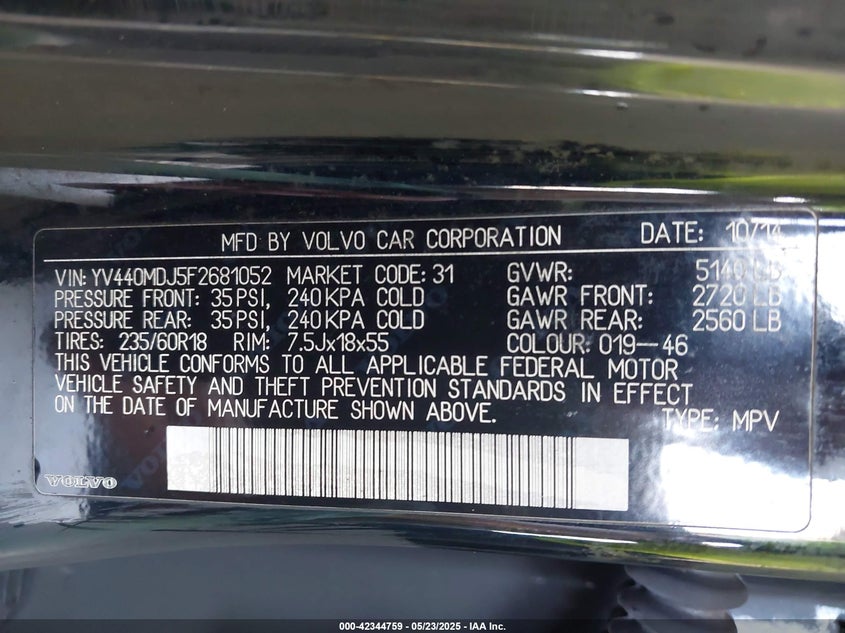 MFD BY VOLVO CAR CORPORATION DATE: 10/14
VIN: YV440MDJ5F2681052 MARKET CODE: 31 GVWR: 5140 LB
PRESSURE FRONT: 35 PSI, 240 KPA COLD GAWR FRONT: 2720 LB
PRESSURE REAR: 35 PSI, 240 KPA COLD GAWR REAR: 2560 LB
TIRES: 235/60R18 RIM: 7.5Jx18x55 COLOUR: 019--46
THIS VEHICLE CONFORMS TO ALL APPLICABLE FEDERAL MOTOR
VEHICLE SAFETY AND THEFT PREVENTION STANDARDS IN EFFECT
ON THE DATE OF MANUFACTURE SHOWN ABOVE.
TYPE: MPV
VOLVO
000-42344759 - 05/23/2025 - IAA Inc.